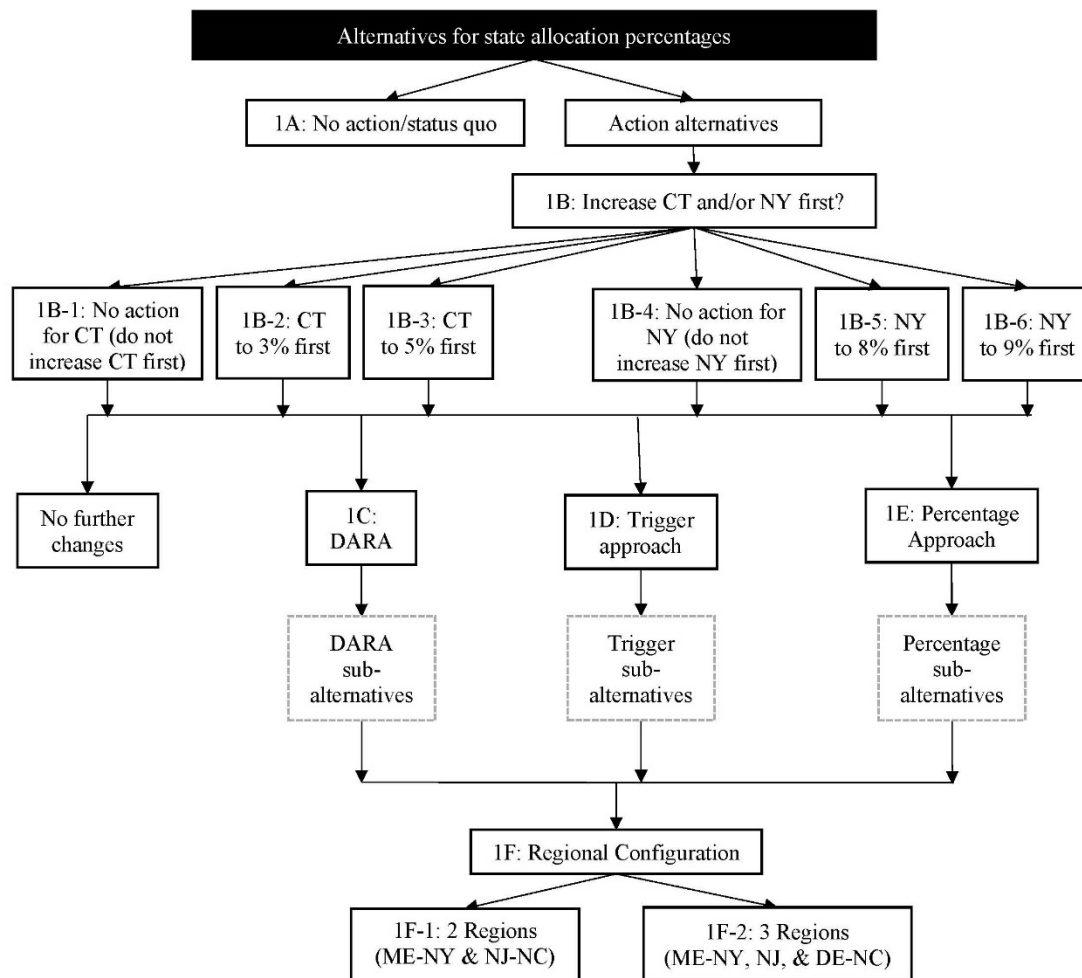 Alternatives for state allocation percentages
1A: No action/status quo
Action alternatives
1B: Increase CT and/or NY first?
1B-1: No action
for CT (do not
increase CT first)
1B-2: CT
to 3% first
1B-3: CT
to 5% first
1B-4: No action for
NY (do not
increase NY first)
1B-5: NY
to 8% first
1B-6: NY
to 9% first
No further
changes
1C:
DARA
1D: Trigger
approach
1E: Percentage
Approach
DARA
sub-
alternatives
Trigger
sub-
alternatives
Percentage
sub-
alternatives
1F: Regional Configuration
1F-1: 2 Regions
(ME-NY & NJ-NC)
1F-2: 3 Regions
(ME-NY, NJ, & DE-NC)